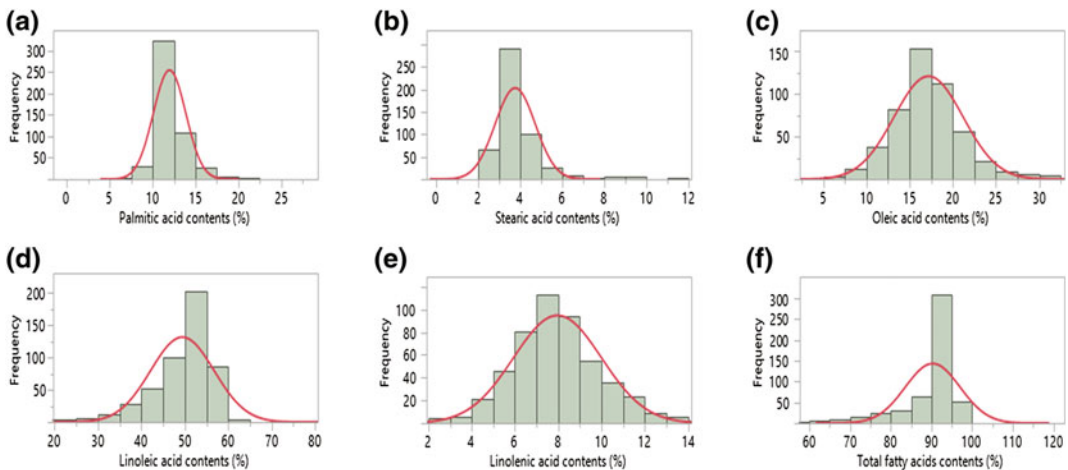 (a)
300
250
200
150
100
50
Frequency
0 5 10 15 20 25
Palmitic acid contents (%)
(b)
250
200
150
100
50
Frequency
0 2 4 6 8 10 12
Stearic acid contents (%)
(c)
150
100
50
Frequency
5 10 15 20 25 30
Oleic acid contents (%)
(d)
200
150
100
50
Frequency
20 30 40 50 60 70 80
Linoleic acid contents (%)
(e)
100
80
60
40
20
Frequency
2 4 6 8 10 12 14
Linolenic acid contents (%)
(f)
300
250
200
150
100
50
Frequency
60 70 80 90 100 110 120
Total fatty acids contents (%)